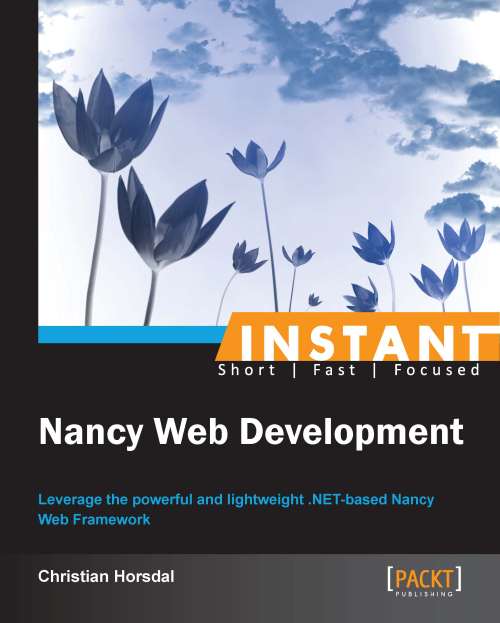 INSTANT
Short | Fast | Focused
Nancy Web Development
Leverage the powerful and lightweight .NET-based Nancy
Web Framework
Christian Horsdal
[PACKT]
PUBLISHING